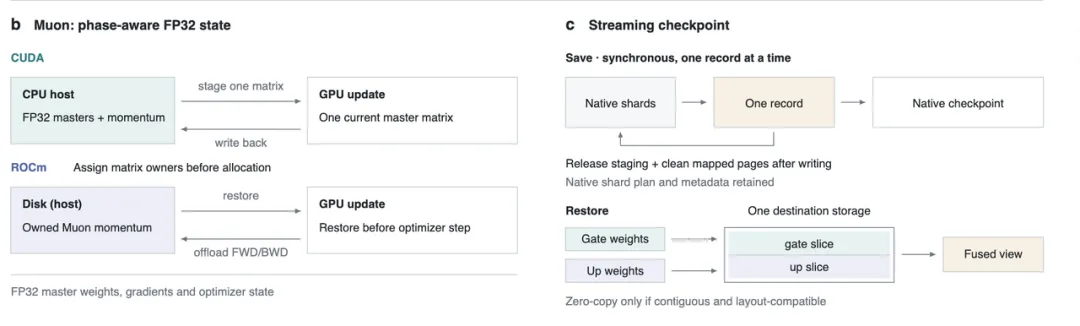 b Muon: phase-aware FP32 state
CUDA
CPU host
FP32 masters + momentum
stage one matrix
write back
GPU update
One current master matrix
ROCm Assign matrix owners before allocation
Disk (host)
Owned Muon momentum
restore
offload FWD/BWD
GPU update
Restore before optimizer step
FP32 master weights, gradients and optimizer state
c Streaming checkpoint
Save · synchronous, one record at a time
Native shards
One record
Native checkpoint
Release staging + clean mapped pages after writing
Native shard plan and metadata retained
Restore
One destination storage
Gate weights
Up weights
gate slice
up slice
Fused view
Zero-copy only if contiguous and layout-compatible